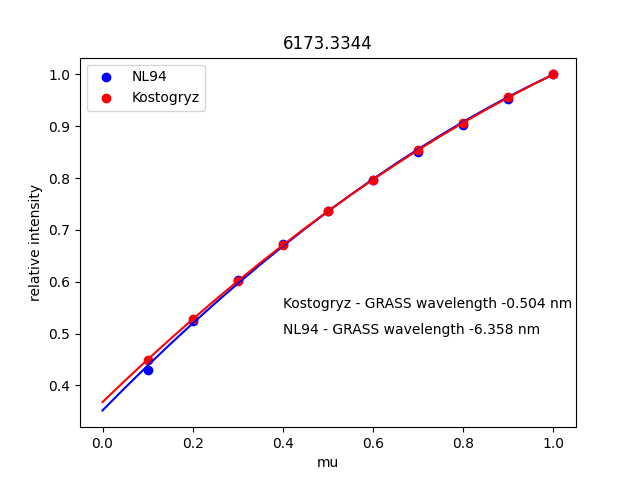 6173.3344
NL94
Kostogryz
1.0
0.9
0.8
0.7
0.6
0.5
0.4
relative intensity
Kostogryz - GRASS wavelength -0.504 nm
NL94 - GRASS wavelength -6.358 nm
0.0 0.2 0.4 0.6 0.8 1.0
mu